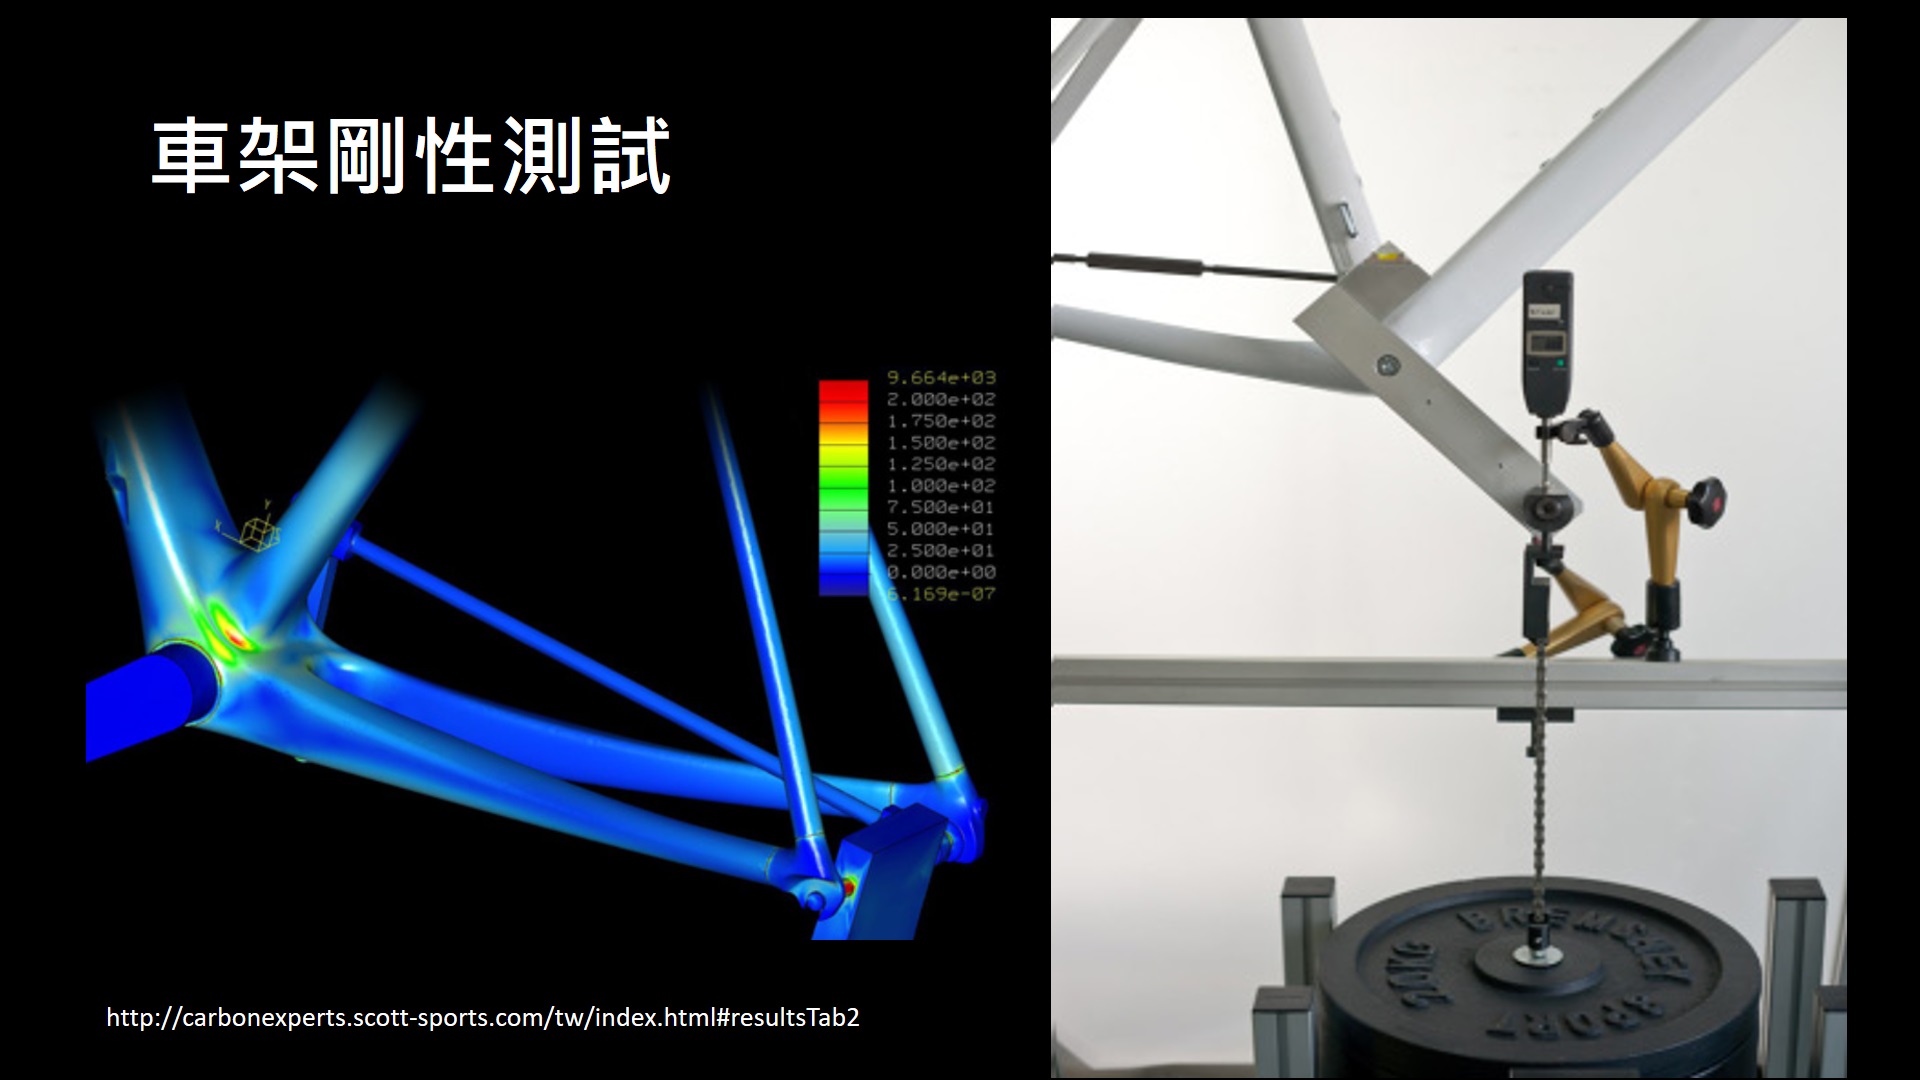 車架剛性測試
9.664e+03
2.000e+02
1.750e+02
1.500e+02
1.250e+02
1.000e+02
7.500e+01
5.000e+01
2.500e+01
0.000e+00
6.169e-07
Y
X
http://carbonexperts.scott-sports.com/tw/index.html#resultsTab2
SPORT